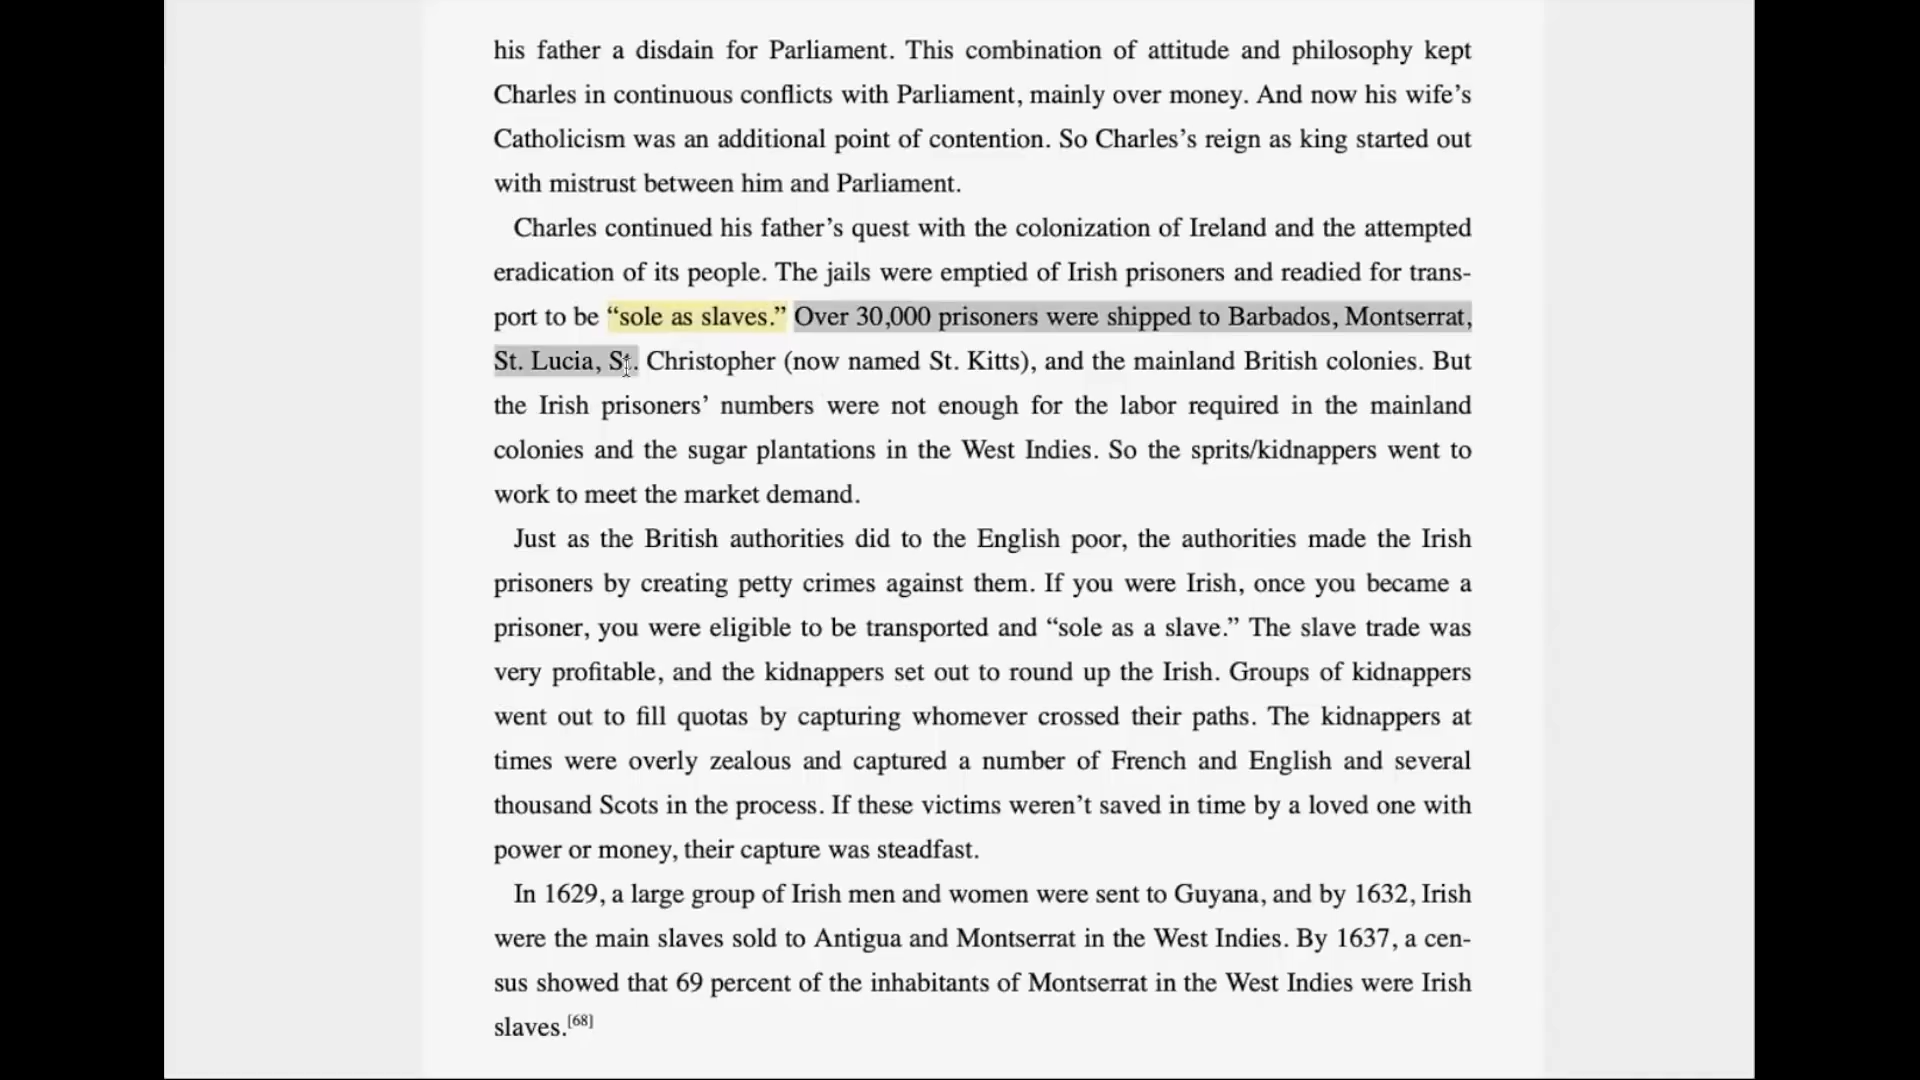 his father a disdain for Parliament. This combination of attitude and philosophy kept
Charles in continuous conflicts with Parliament, mainly over money. And now his wife’s
Catholicism was an additional point of contention. So Charles’s reign as king started out
with mistrust between him and Parliament.
Charles continued his father’s quest with the colonization of Ireland and the attempted
eradication of its people. The jails were emptied of Irish prisoners and readied for trans-
port to be “sole as slaves.” Over 30,000 prisoners were shipped to Barbados, Montserrat,
St. Lucia, St. Christopher (now named St. Kitts), and the mainland British colonies. But
the Irish prisoners’ numbers were not enough for the labor required in the mainland
colonies and the sugar plantations in the West Indies. So the sprits/kidnappers went to
work to meet the market demand.
Just as the British authorities did to the English poor, the authorities made the Irish
prisoners by creating petty crimes against them. If you were Irish, once you became a
prisoner, you were eligible to be transported and “sole as a slave.” The slave trade was
very profitable, and the kidnappers set out to round up the Irish. Groups of kidnappers
went out to fill quotas by capturing whomever crossed their paths. The kidnappers at
times were overly zealous and captured a number of French and English and several
thousand Scots in the process. If these victims weren’t saved in time by a loved one with
power or money, their capture was steadfast.
In 1629, a large group of Irish men and women were sent to Guyana, and by 1632, Irish
were the main slaves sold to Antigua and Montserrat in the West Indies. By 1637, a cen-
sus showed that 69 percent of the inhabitants of Montserrat in the West Indies were Irish
slaves.[68]